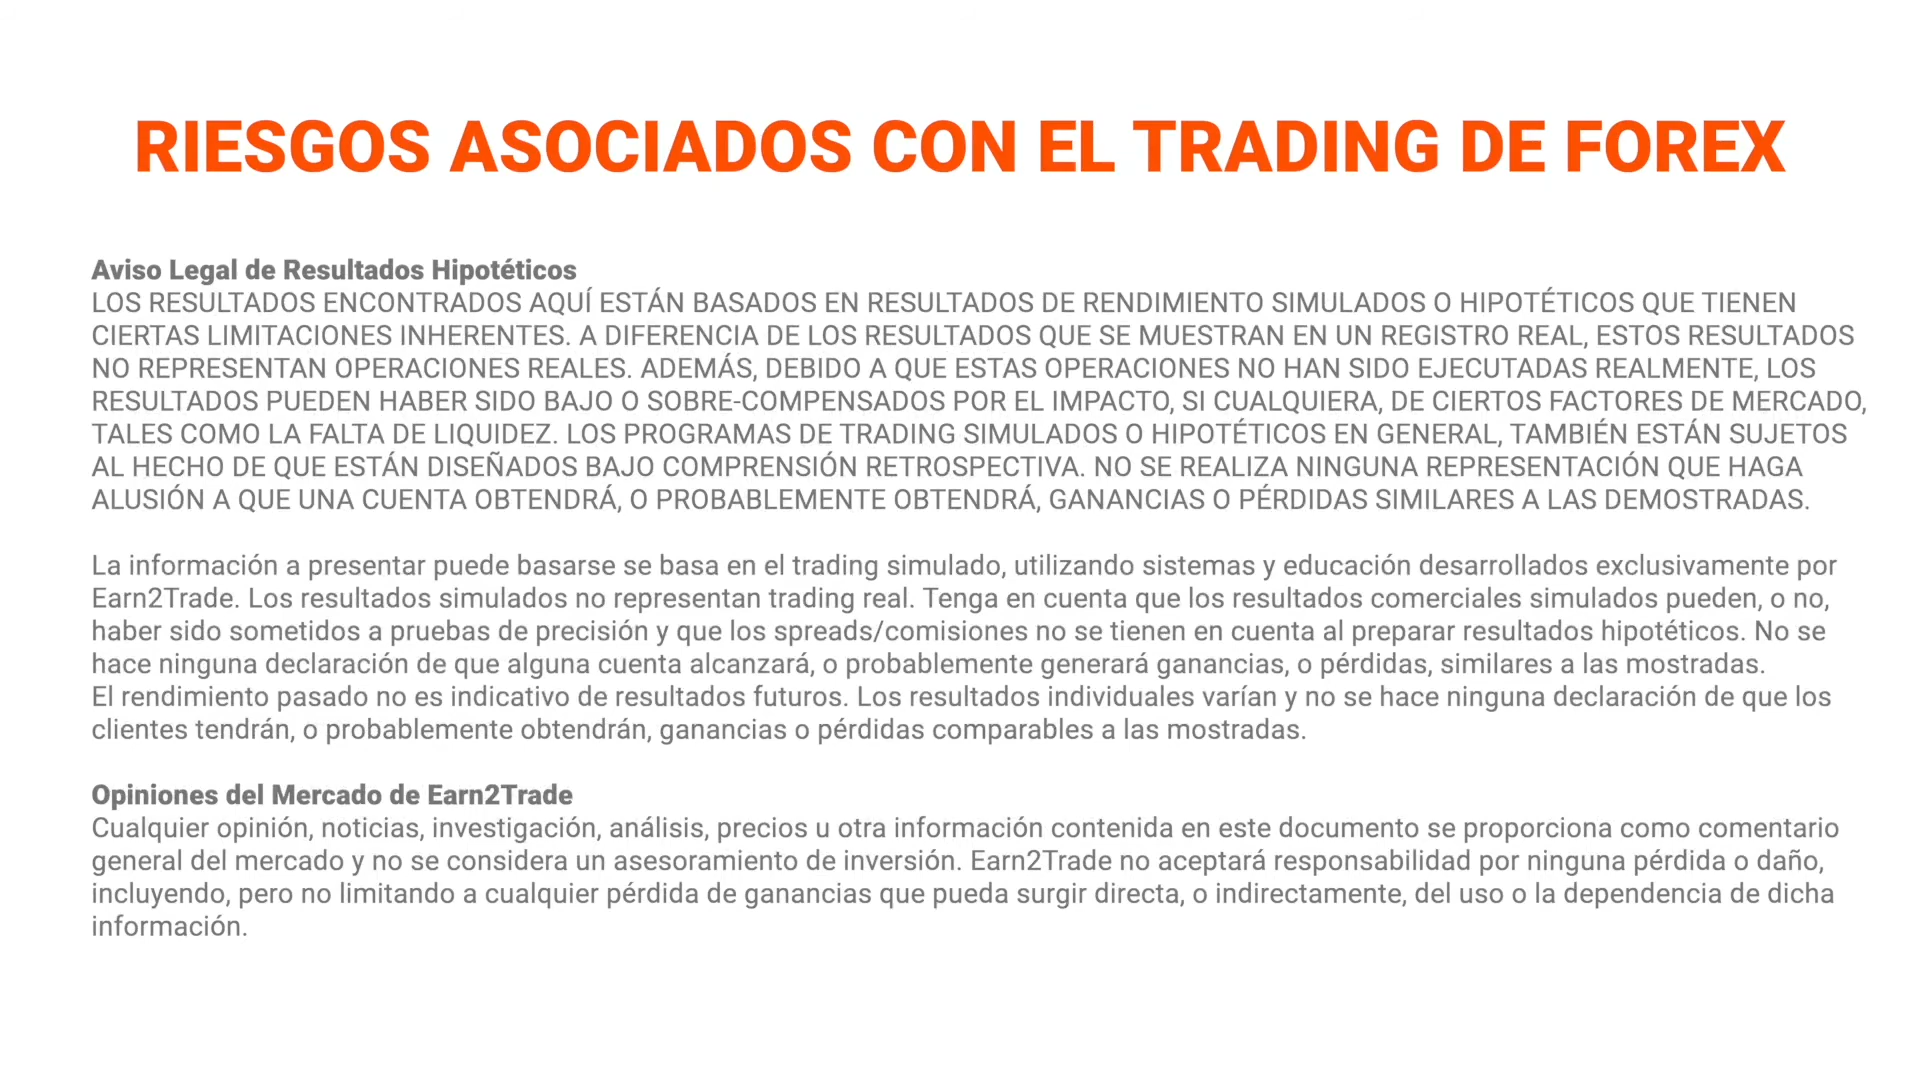 RIESGOS ASOCIADOS CON EL TRADING DE FOREX
Aviso Legal de Resultados Hipotéticos
LOS RESULTADOS ENCONTRADOS AQUÍ ESTÁN BASADOS EN RESULTADOS DE RENDIMIENTO SIMULADOS O HIPOTÉTICOS QUE TIENEN
CIERTAS LIMITACIONES INHERENTES. A DIFERENCIA DE LOS RESULTADOS QUE SE MUESTRAN EN UN REGISTRO REAL, ESTOS RESULTADOS
NO REPRESENTAN OPERACIONES REALES. ADEMÁS, DEBIDO A QUE ESTAS OPERACIONES NO HAN SIDO EJECUTADAS REALMENTE, LOS
RESULTADOS PUEDEN HABER SIDO BAJO O SOBRE-COMPENSADOS POR EL IMPACTO, SI CUALQUIERA, DE CIERTOS FACTORES DE MERCADO,
TALES COMO LA FALTA DE LIQUIDEZ. LOS PROGRAMAS DE TRADING SIMULADOS O HIPOTÉTICOS EN GENERAL, TAMBIÉN ESTÁN SUJETOS
AL HECHO DE QUE ESTÁN DISEÑADOS BAJO COMPRENSIÓN RETROSPECTIVA. NO SE REALIZA NINGUNA REPRESENTACIÓN QUE HAGA
ALUSIÓN A QUE UNA CUENTA OBTENDRÁ, O PROBABLEMENTE OBTENDRÁ, GANANCIAS O PÉRDIDAS SIMILARES A LAS DEMOSTRADAS.
La información a presentar puede basarse se basa en el trading simulado, utilizando sistemas y educación desarrollados exclusivamente por
Earn2Trade. Los resultados simulados no representan trading real. Tenga en cuenta que los resultados comerciales simulados pueden, o no,
haber sido sometidos a pruebas de precisión y que los spreads/comisiones no se tienen en cuenta al preparar resultados hipotéticos. No se
hace ninguna declaración de que alguna cuenta alcanzará, o probablemente generará ganancias, o pérdidas, similares a las mostradas.
El rendimiento pasado no es indicativo de resultados futuros. Los resultados individuales varían y no se hace ninguna declaración de que los
clientes tendrán, o probablemente obtendrán, ganancias o pérdidas comparables a las mostradas.
Opiniones del Mercado de Earn2Trade
Cualquier opinión, noticias, investigación, análisis, precios u otra información contenida en este documento se proporciona como comentario
general del mercado y no se considera un asesoramiento de inversión. Earn2Trade no aceptará responsabilidad por ninguna pérdida o daño,
incluyendo, pero no limitando a cualquier pérdida de ganancias que pueda surgir directa, o indirectamente, del uso o la dependencia de dicha
información.